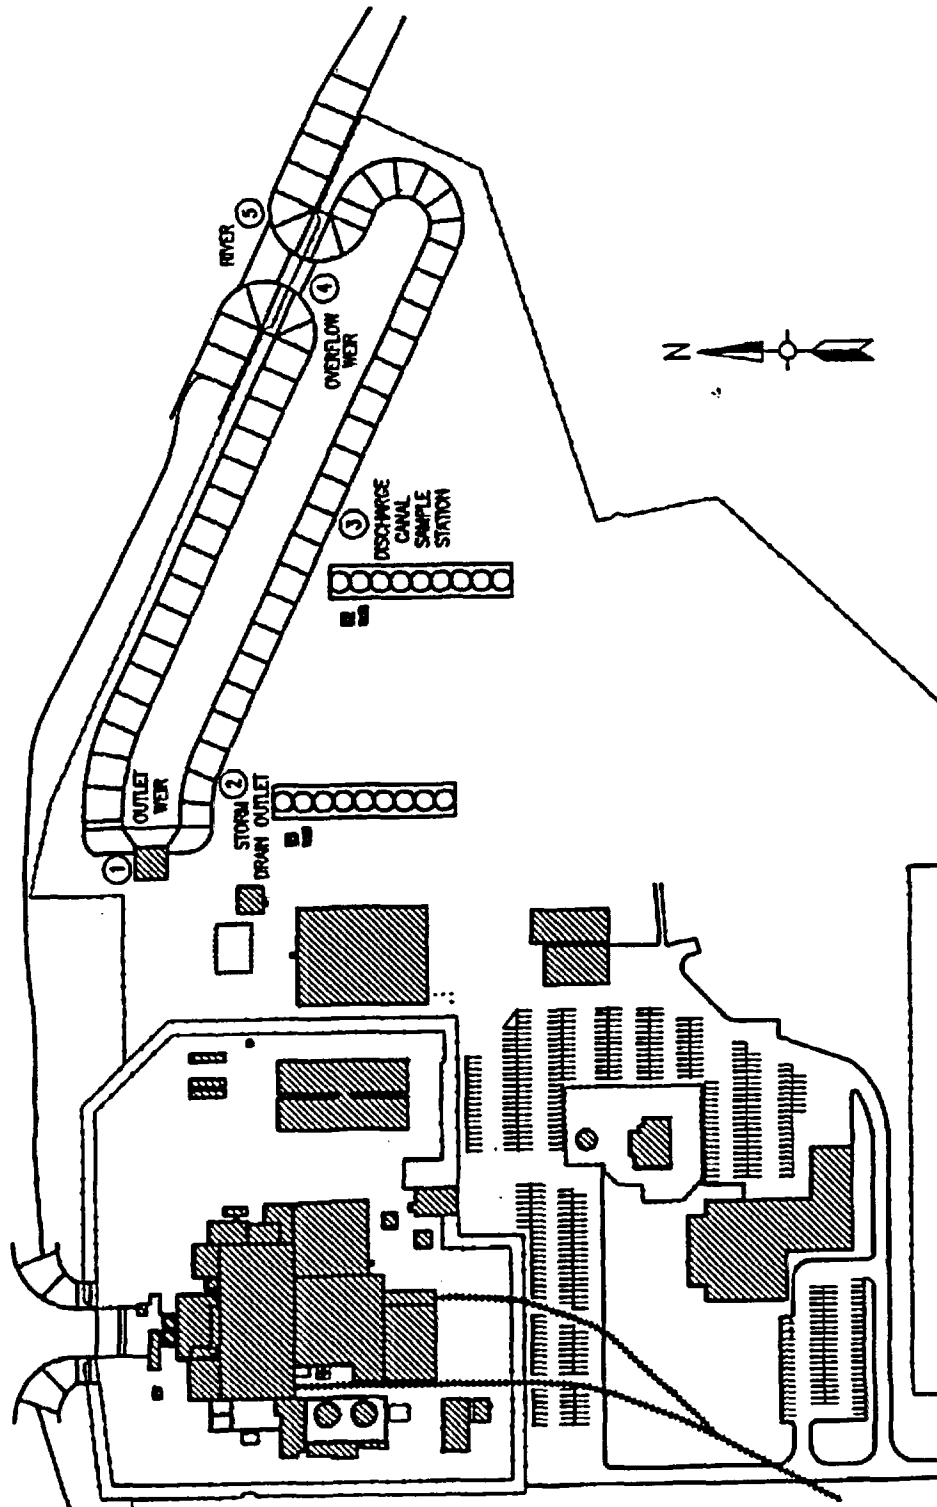 5
RIVER
4
OVERFLOW
WEIR
N
3
DISCHARGE
CANAL
SAMPLE
STATION
OUTLET
WEIR
2
STORM
DRAIN OUTLET
1